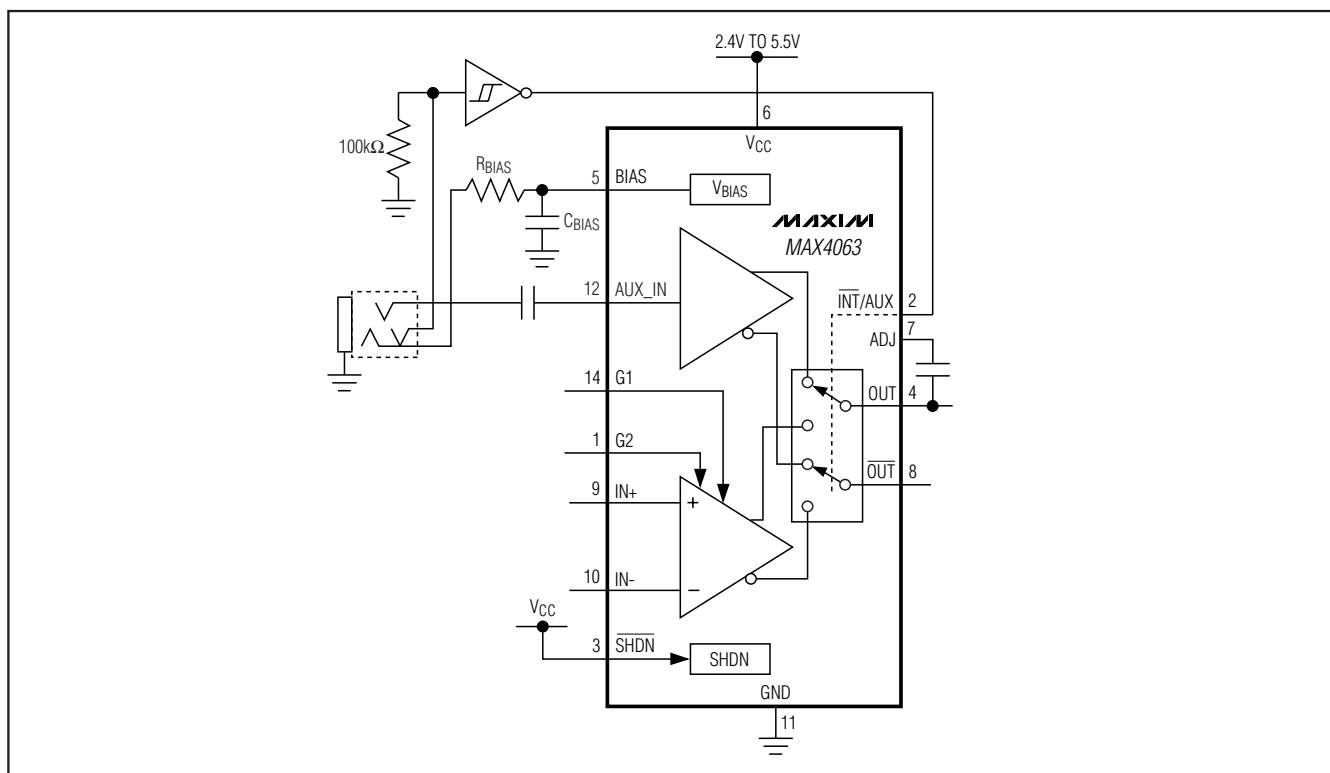 2.4V TO 5.5V
6
VCC
100kΩ
RBIAS
5 BIAS
VBIAS
CBIAS
MAXIM
MAX4063
12 AUX_IN
INT/AUX 2
7
ADJ
14 G1
OUT 4
1 G2
OUT 8
9 IN+
+
10 IN-
−
VCC
3 SHDN
SHDN
GND
11